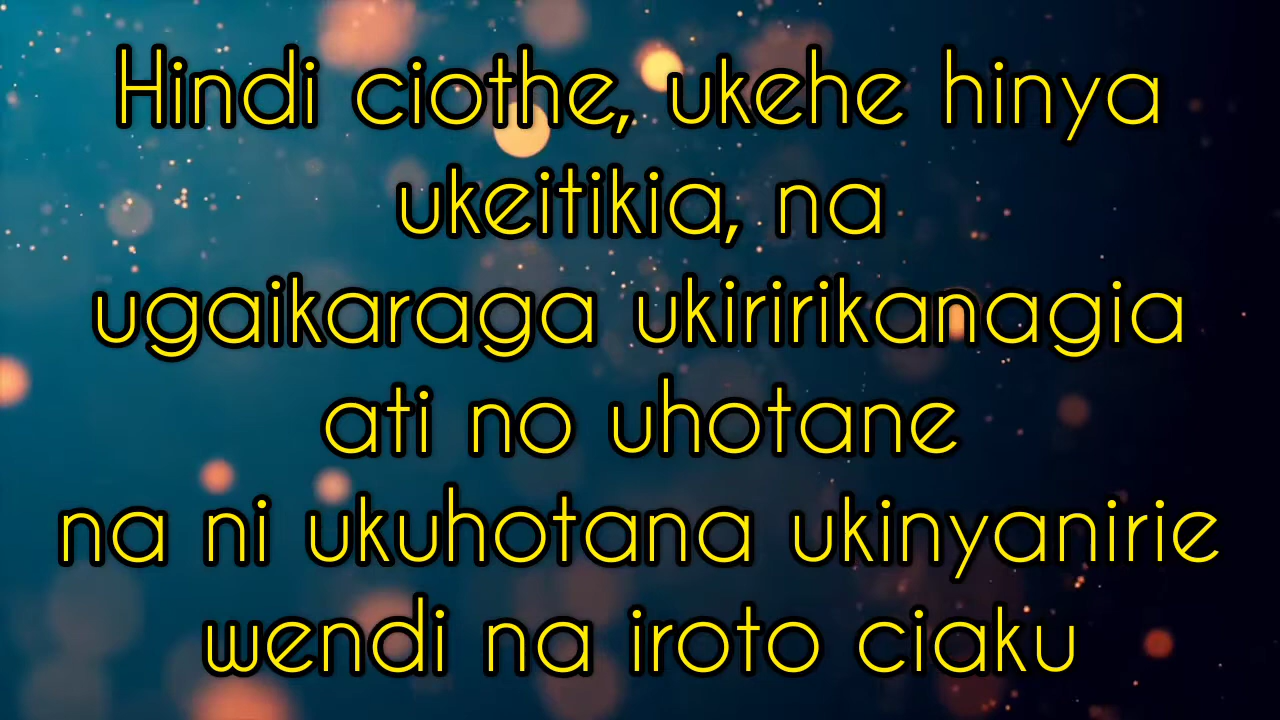 Hindi ciothe, ukehe hinya
ukeitikia, na
ugaikaraga ukiririkanagia
ati no uhotane
na ni ukuhotana ukinyanirie
wendi na iroto ciaku